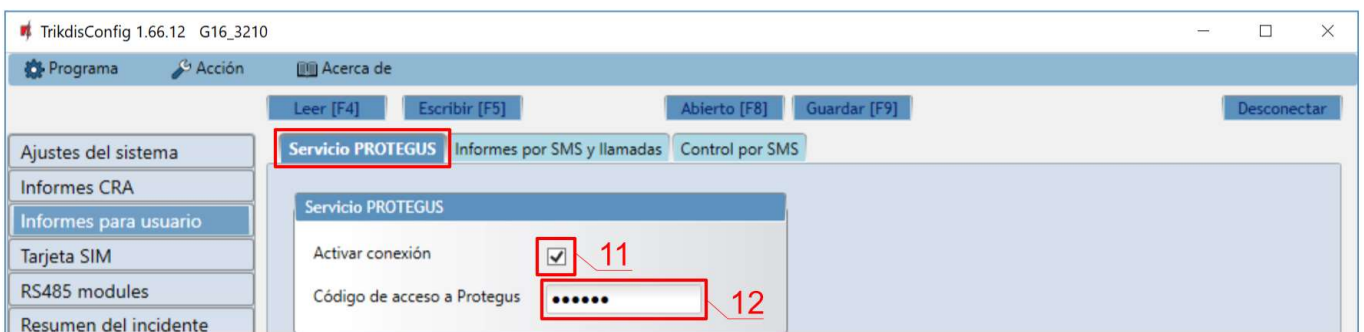 TrikdisConfig 1.66.12 G16_3210
Programa Acción Acerca de
Leer [F4] Escribir [F5] Abierto [F8] Guardar [F9] Desconectar
Servicio PROTEGUS Informes por SMS y llamadas Control por SMS
Ajustes del sistema
Informes CRA
Informes para usuario
Tarjeta SIM
RS485 modules
Resumen del incidente
Servicio PROTEGUS
Activar conexión 11
Código de acceso a Protegus •••••• 12